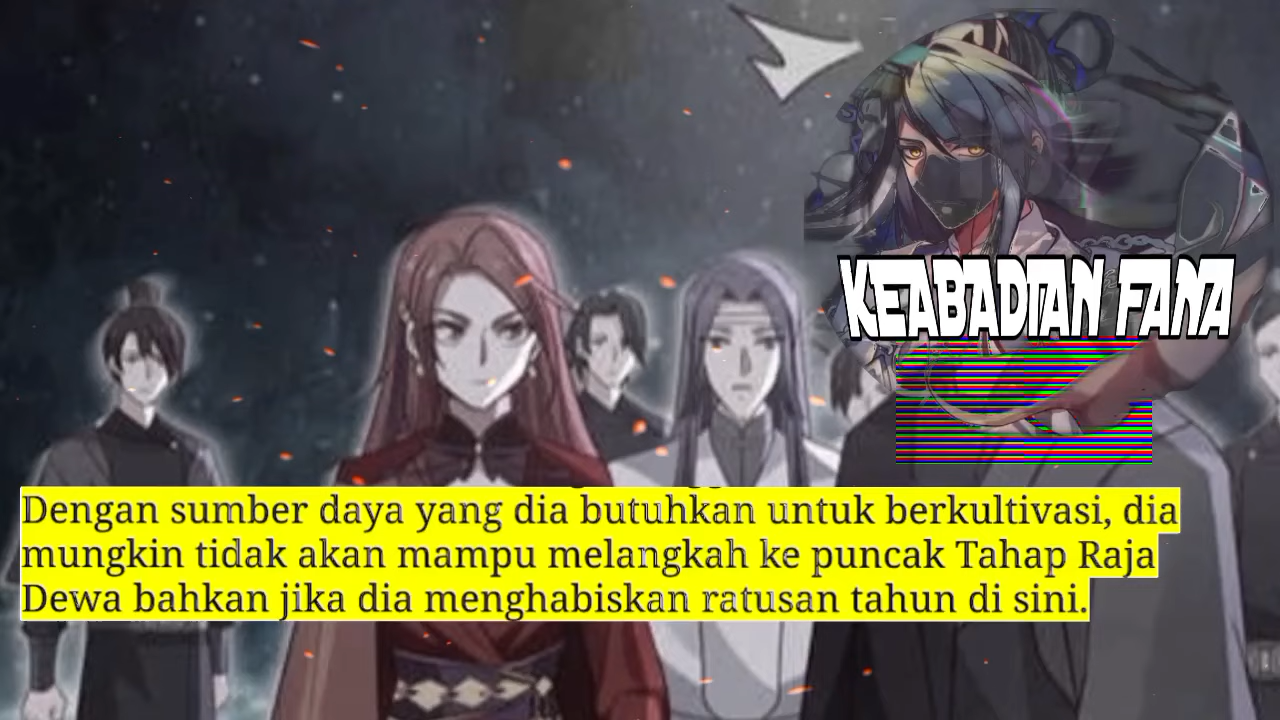 KEABADIAN FANA
Dengan sumber daya yang dia butuhkan untuk berkultivasi, dia
mungkin tidak akan mampu melangkah ke puncak Tahap Raja
Dewa bahkan jika dia menghabiskan ratusan tahun di sini.